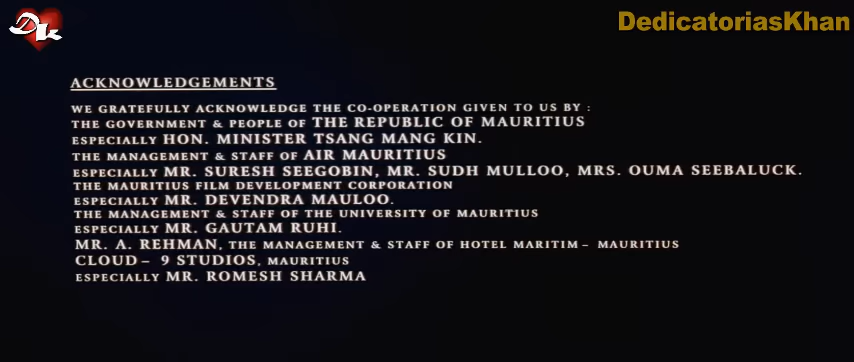 Dk
DedicatoriasKhan
ACKNOWLEDGEMENTS
WE GRATEFULLY ACKNOWLEDGE THE CO-OPERATION GIVEN TO US BY :
THE GOVERNMENT & PEOPLE OF THE REPUBLIC OF MAURITIUS
ESPECIALLY HON. MINISTER TSANG MANG KIN.
THE MANAGEMENT & STAFF OF AIR MAURITIUS
ESPECIALLY MR. SURESH SEEGOBIN, MR. SUDH MULLOO, MRS. OUMA SEEBALUCK.
THE MAURITIUS FILM DEVELOPMENT CORPORATION
ESPECIALLY MR. DEVENDRA MAULOO.
THE MANAGEMENT & STAFF OF THE UNIVERSITY OF MAURITIUS
ESPECIALLY MR. GAUTAM RUHI.
MR. A. REHMAN, THE MANAGEMENT & STAFF OF HOTEL MARITIM – MAURITIUS
CLOUD – 9 STUDIOS, MAURITIUS
ESPECIALLY MR. ROMESH SHARMA